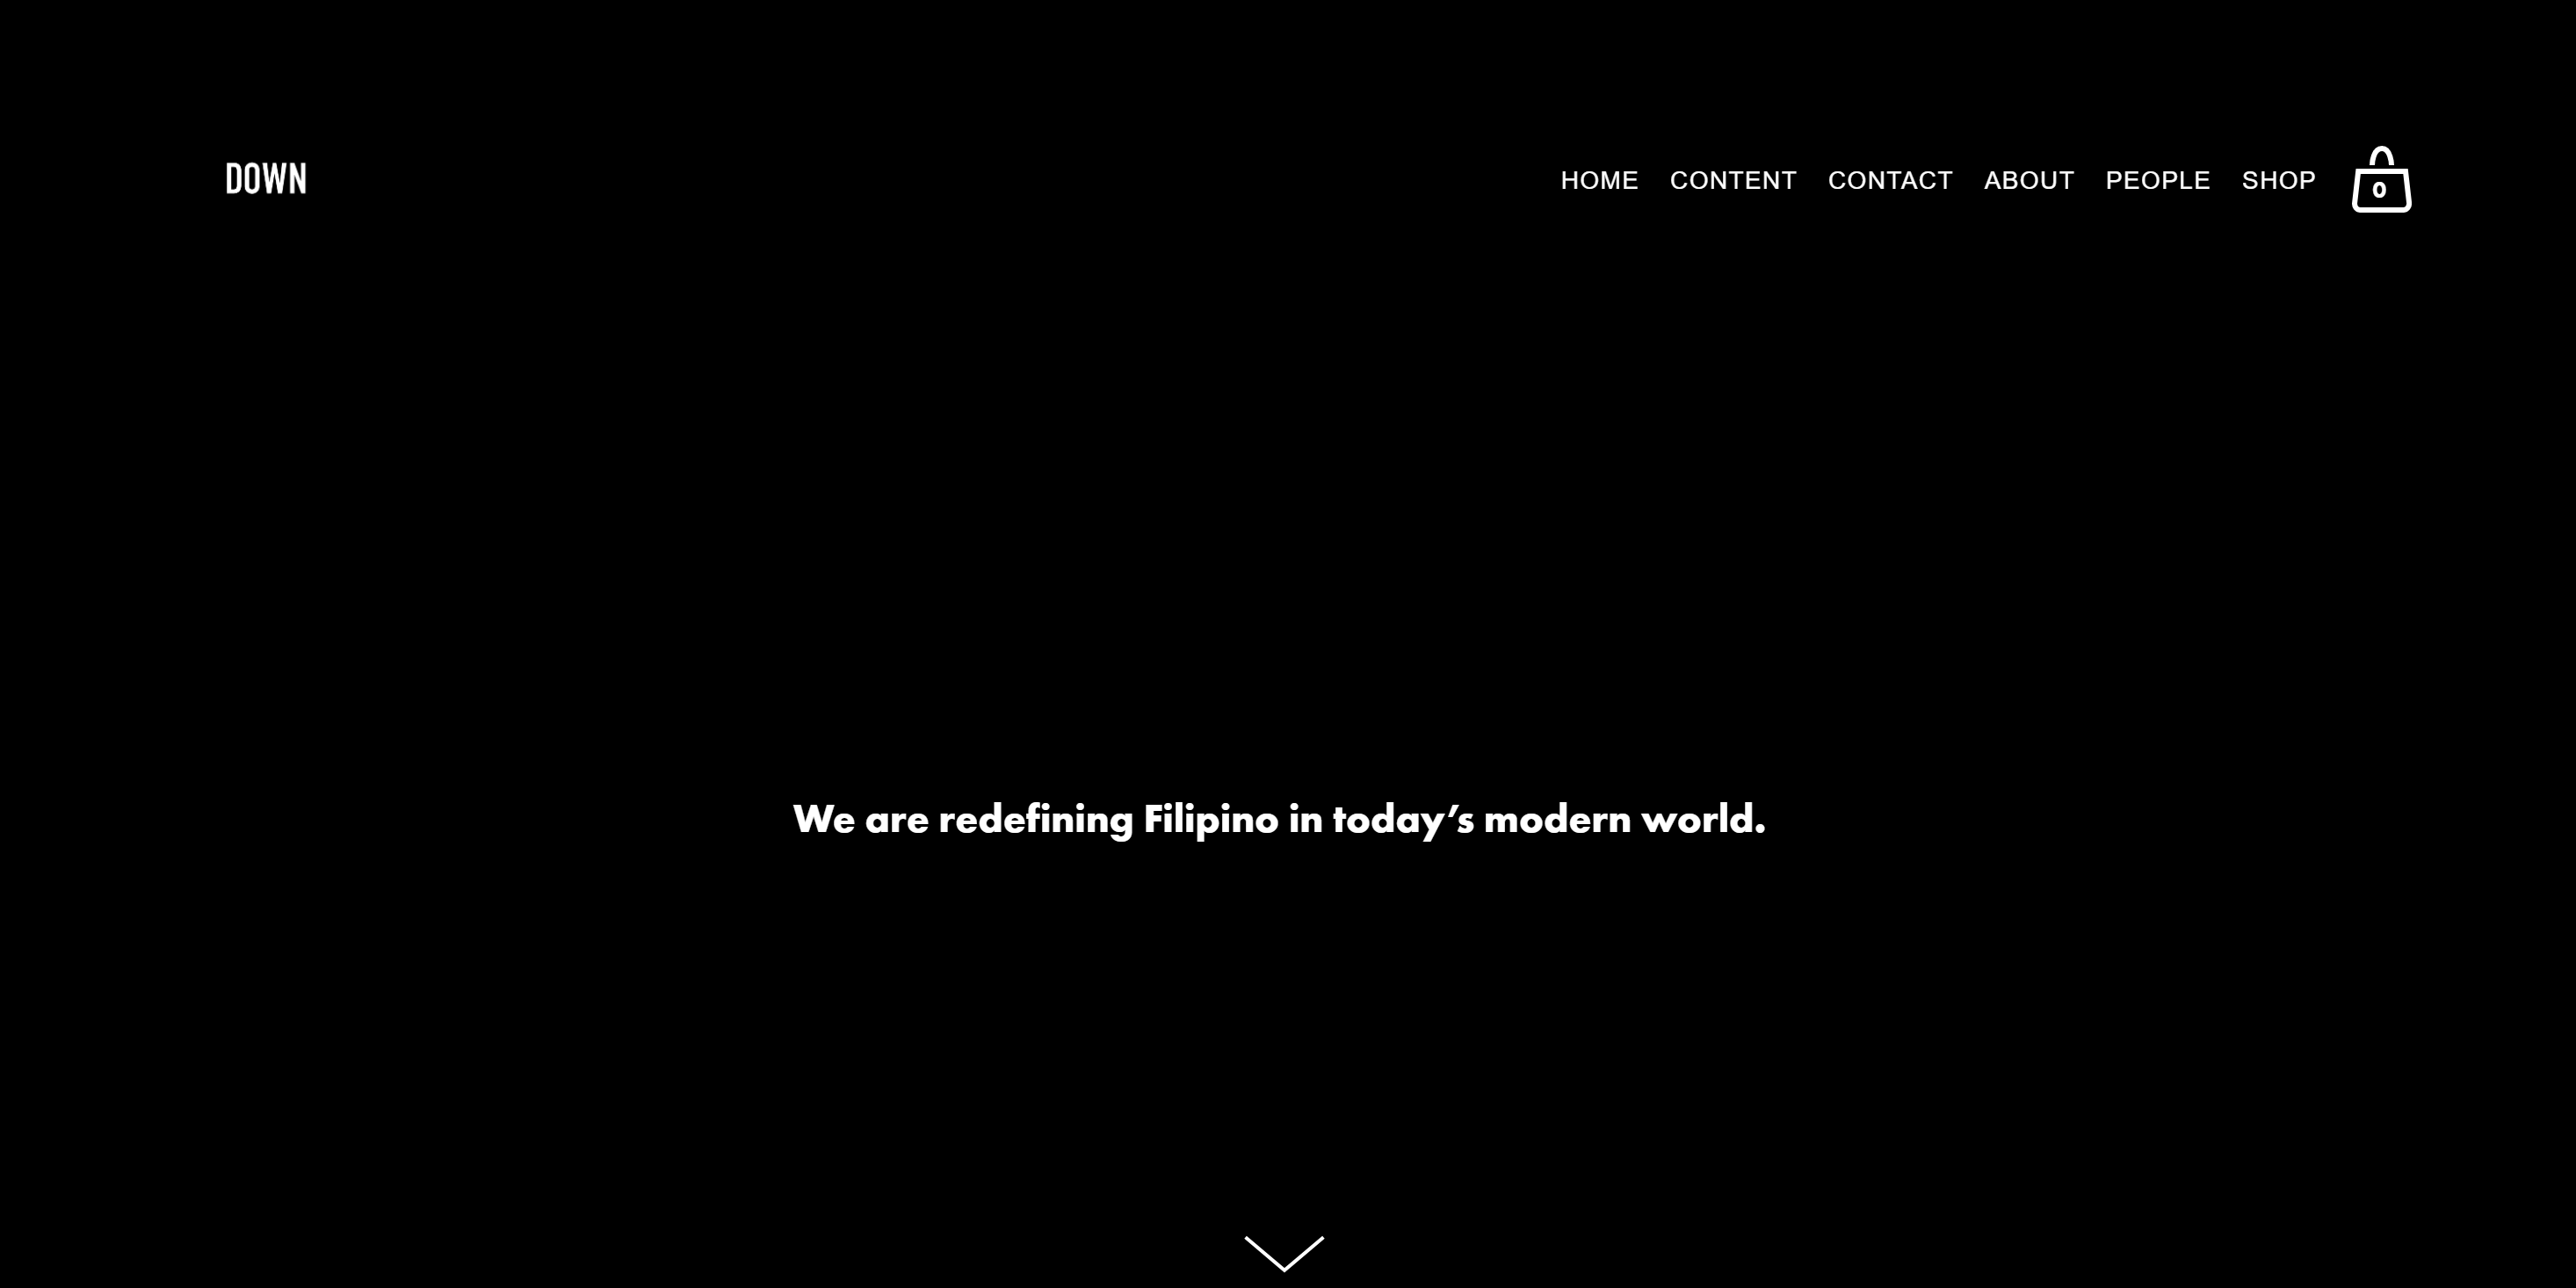 DOWN
HOME CONTENT CONTACT ABOUT PEOPLE SHOP
0
We are redefining Filipino in today’s modern world.